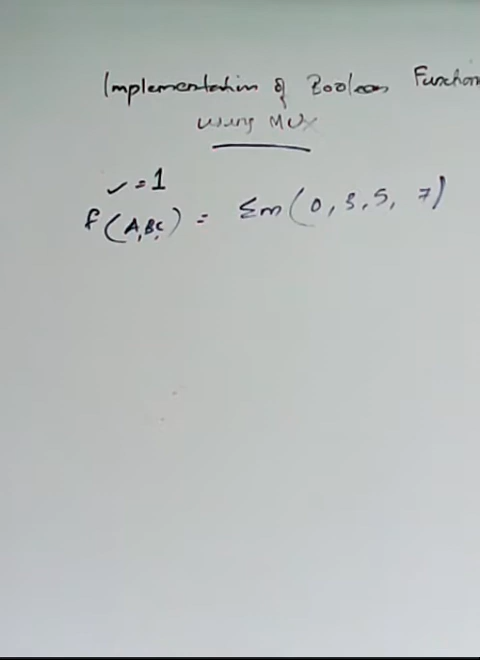 Implementation of Boolean Function
using MUX
✓ = 1
f (A,B,C) = Σm (0, 3, 5, 7)